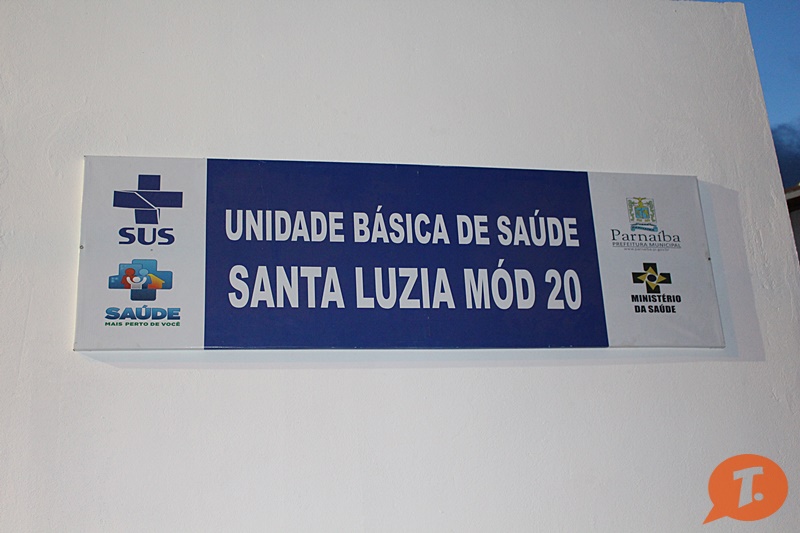 SUS
SAÚDE
MAIS PERTO DE VOCÊ
UNIDADE BÁSICA DE SAÚDE
SANTA LUZIA MÓD 20
Parnaíba
PREFEITURA MUNICIPAL
MINISTÉRIO
DA SAÚDE
T.